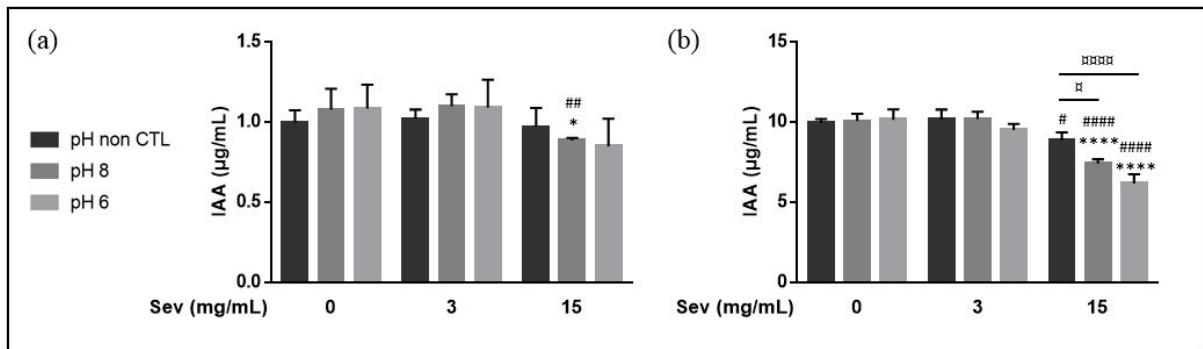 (a)
pH non CTL
pH 8
pH 6
IAA (µg/mL)
1.5
1.0
0.5
0.0
##
*
Sev (mg/mL) 0 3 15
(b)
IAA (µg/mL)
15
10
5
0
¤¤¤¤
¤
#
####
****
####
****
Sev (mg/mL) 0 3 15